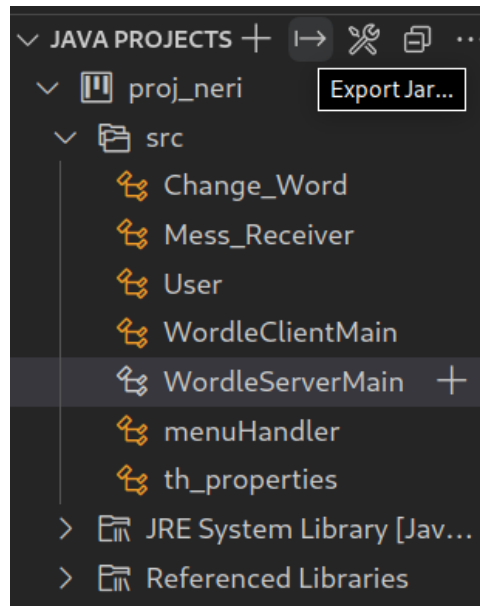 JAVA PROJECTS
proj_neri
Export Jar...
src
Change_Word
Mess_Receiver
User
WordleClientMain
WordleServerMain
menuHandler
th_properties
JRE System Library [Jav...
Referenced Libraries